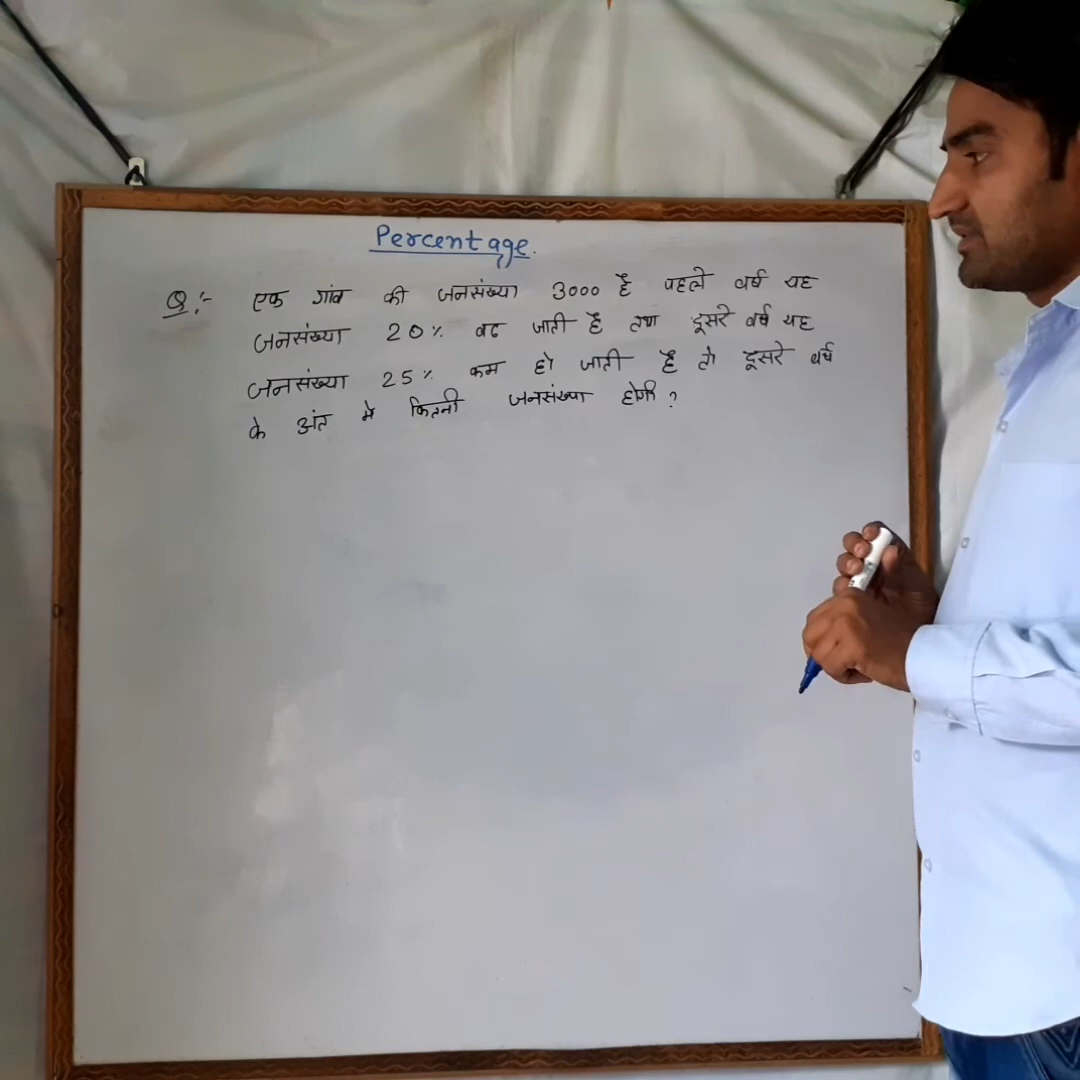 Percentage.
Q:- एक गांव की जनसंख्या 3000 है पहले वर्ष यह
जनसंख्या 20% बढ जाती है तथा दूसरे वर्ष यह
जनसंख्या 25% कम हो जाती है तो दूसरे वर्ष
के अंत मे कितनी जनसंख्या होगी?